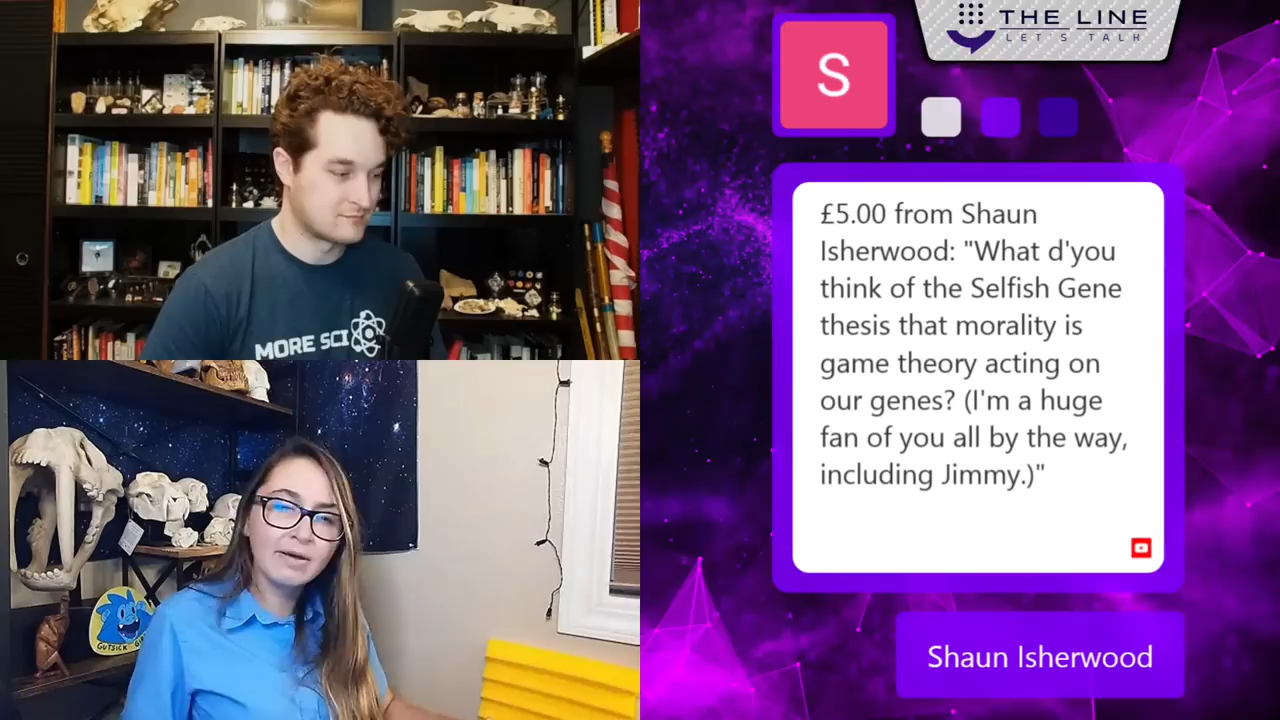 THE LINE
LET'S TALK
S
£5.00 from Shaun
Isherwood: "What d'you
think of the Selfish Gene
thesis that morality is
game theory acting on
our genes? (I'm a huge
fan of you all by the way,
including Jimmy.)"
Shaun Isherwood
MORE SCI
GUTSICK